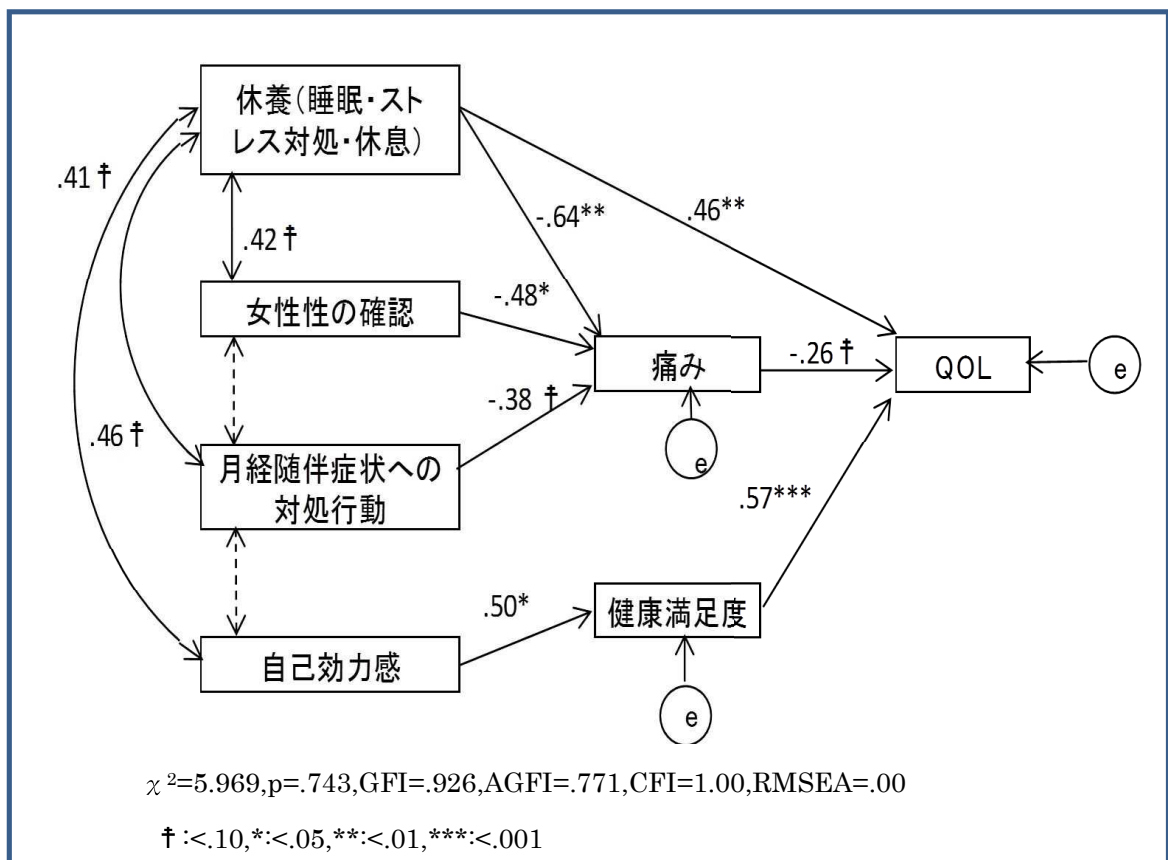 休養(睡眠・スト
レス対処・休息)
.41†
-.64**
.46**
.42†
女性性の確認
-.48*
痛み
-.26†
QOL
e
-.38 †
.46†
月経随伴症状への
対処行動
e
.57***
.50*
健康満足度
自己効力感
e
χ²=5.969,p=.743,GFI=.926,AGFI=.771,CFI=1.00,RMSEA=.00
†:<.10,*:<.05,**:<.01,***:<.001